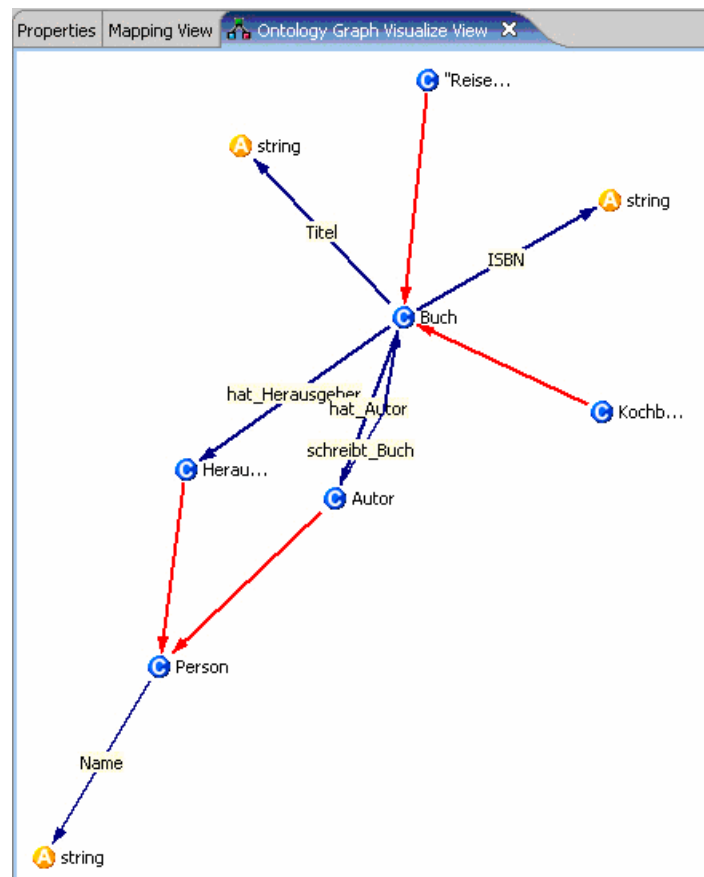 Properties Mapping View Ontology Graph Visualize View
"Reise...
string
string
Titel
ISBN
Buch
hat_Herausgeber
hat_Autor
Kochb...
schreibt_Buch
Herau...
Autor
Person
Name
string